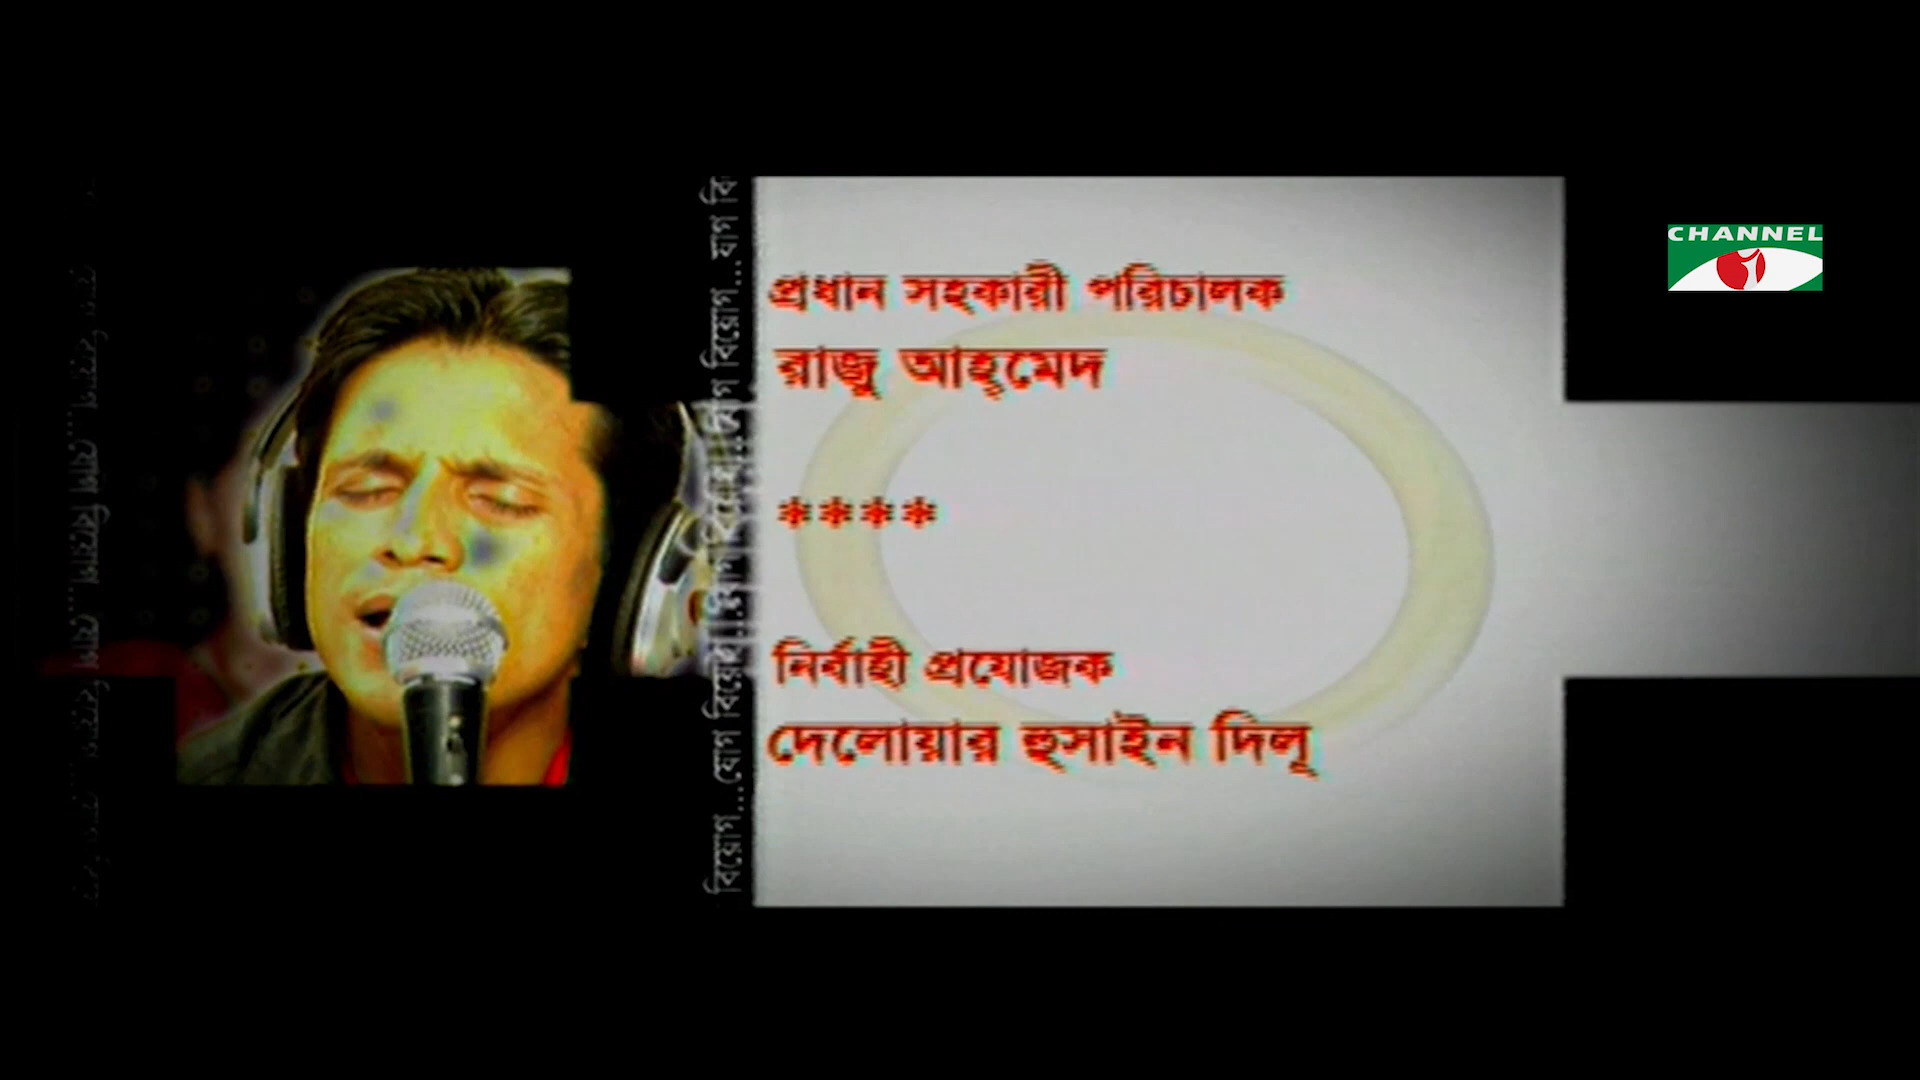 CHANNEL i
প্রধান সহকারী পরিচালক
রাজু আহমেদ
****
নির্বাহী প্রযোজক
দেলোয়ার হুসাইন দিলু
বিয়োগ...যোগ বিয়োগ...যোগ বিয়োগ...যোগ বিয়োগ...যোগ বি